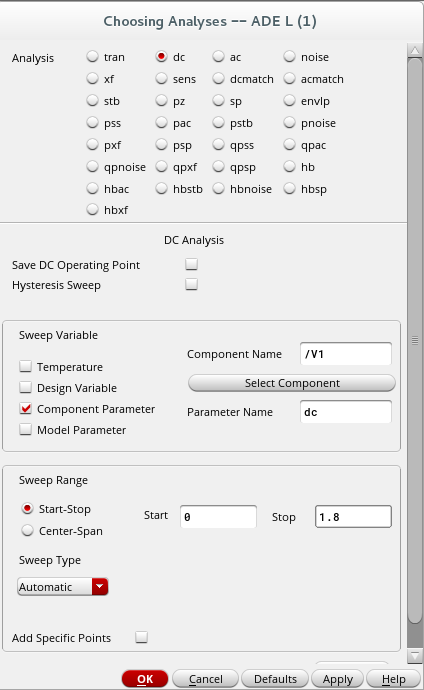 Choosing Analyses -- ADE L (1)
Analysis tran dc ac noise
xf sens dcmatch acmatch
stb pz sp envlp
pss pac pstb pnoise
pxf psp qpss qpac
qpnoise qpxf qpsp hb
hbac hbstb hbnoise hbsp
hbxf
DC Analysis
Save DC Operating Point
Hysteresis Sweep
Sweep Variable
Temperature
Design Variable
Component Parameter
Model Parameter
Component Name /V1
Select Component
Parameter Name dc
Sweep Range
Start-Stop
Center-Span
Start 0 Stop 1.8
Sweep Type
Automatic
Add Specific Points
OK Cancel Defaults Apply Help